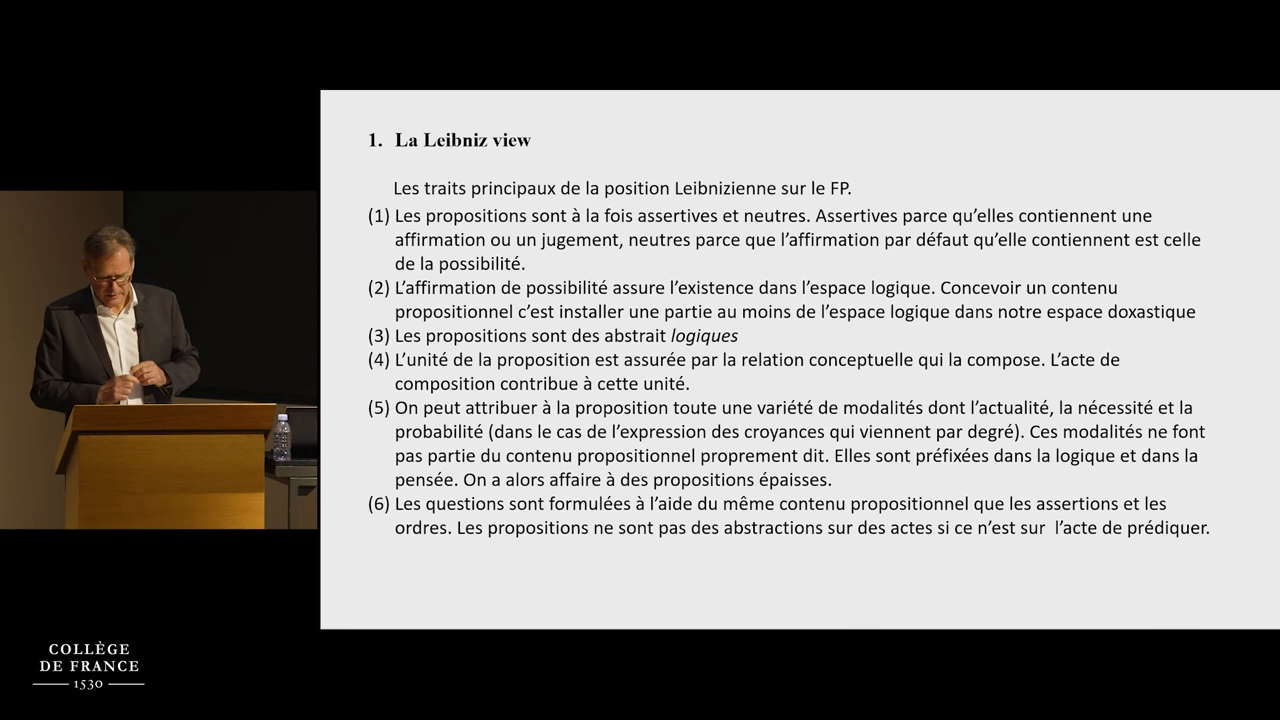 1. La Leibniz view
Les traits principaux de la position Leibnizienne sur le FP.
(1) Les propositions sont à la fois assertives et neutres. Assertives parce qu’elles contiennent une
affirmation ou un jugement, neutres parce que l’affirmation par défaut qu’elle contiennent est celle
de la possibilité.
(2) L’affirmation de possibilité assure l’existence dans l’espace logique. Concevoir un contenu
propositionnel c’est installer une partie au moins de l’espace logique dans notre espace doxastique
(3) Les propositions sont des abstrait logiques
(4) L’unité de la proposition est assurée par la relation conceptuelle qui la compose. L’acte de
composition contribue à cette unité.
(5) On peut attribuer à la proposition toute une variété de modalités dont l’actualité, la nécessité et la
probabilité (dans le cas de l’expression des croyances qui viennent par degré). Ces modalités ne font
pas partie du contenu propositionnel proprement dit. Elles sont préfixées dans la logique et dans la
pensée. On a alors affaire à des propositions épaisses.
(6) Les questions sont formulées à l’aide du même contenu propositionnel que les assertions et les
ordres. Les propositions ne sont pas des abstractions sur des actes si ce n’est sur l’acte de prédiquer.
COLLÈGE
DE FRANCE
1530